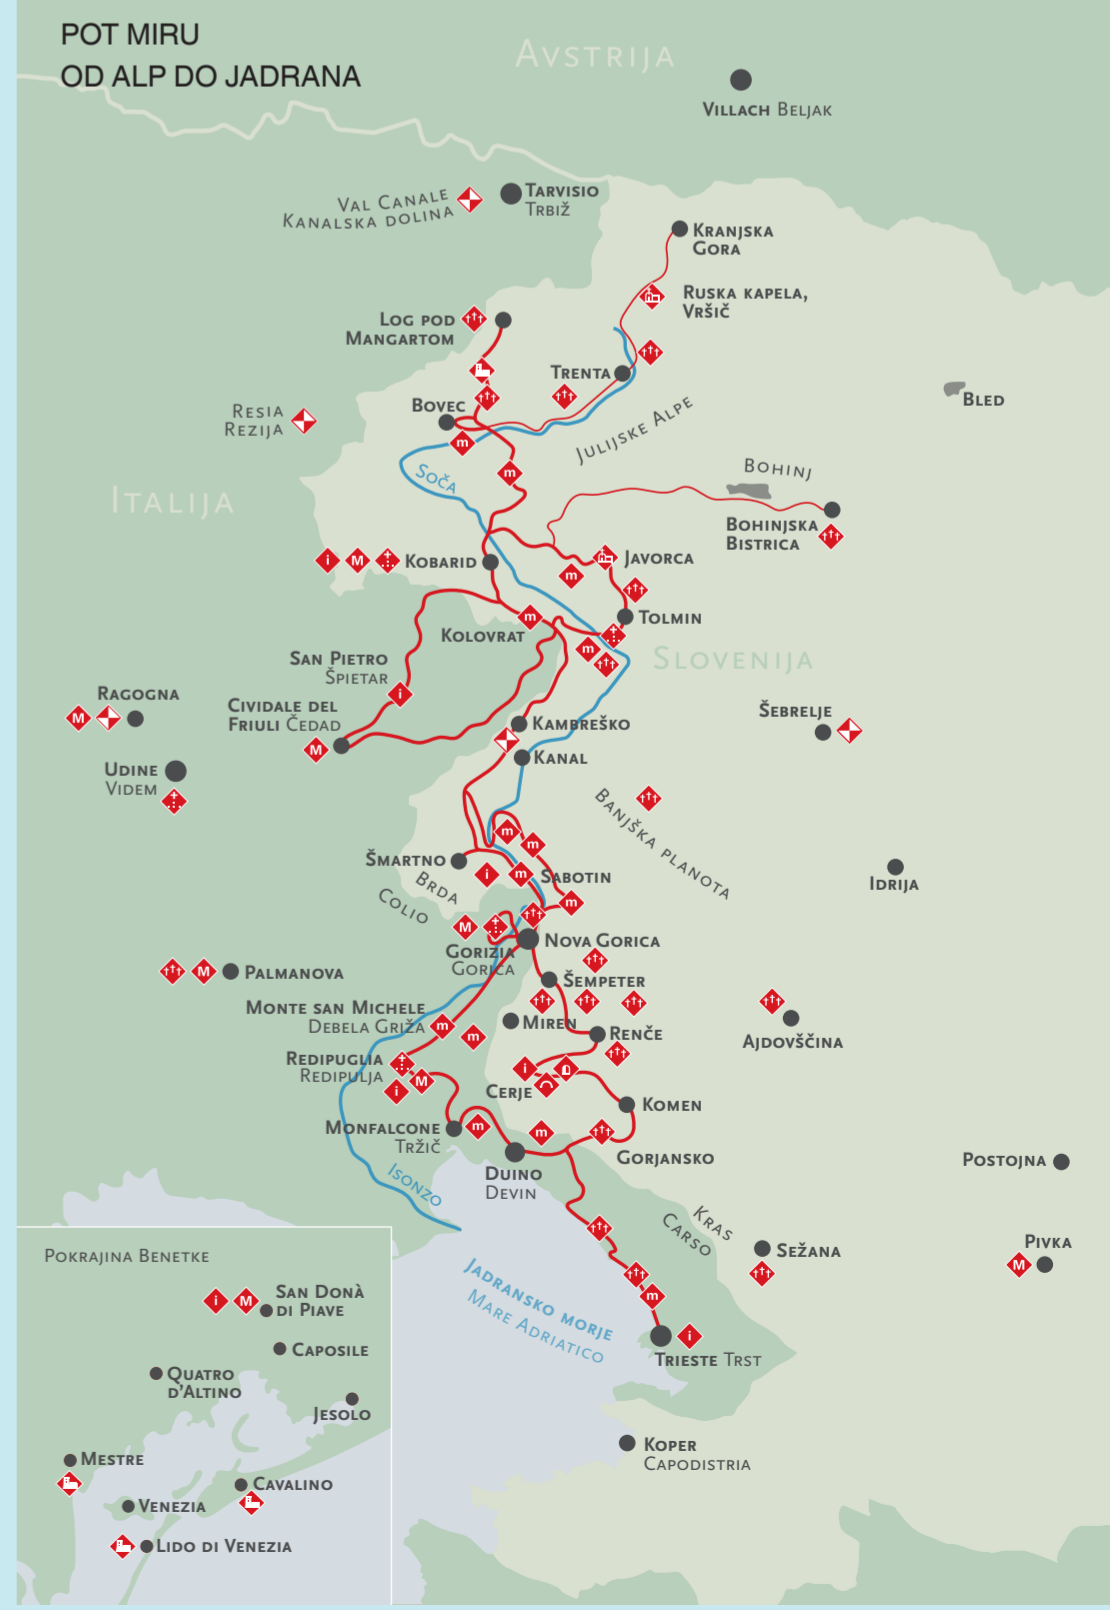 POT MIRU
OD ALP DO JADRANA
AVSTRIJA
VILLACH BELJAK
TARVISIO
TRBIŽ
VAL CANALE
KANALSKA DOLINA
KRANJSKA
GORA
RUSKA KAPELA,
VRŠIČ
LOG POD
MANGARTOM
TRENTA
BOVEC
BLED
RESIA
REZIJA
JULIJSKE ALPE
SOČA
BOHINJ
ITALIJA
BOHINJSKA
BISTRICA
i M KOBARID
JAVORCA
m
m
m
TOLMIN
m
KOLOVRAT
m
SLOVENIJA
SAN PIETRO
ŠPIETAR
i
RAGOGNA
M
CIVIDALE DEL
FRIULI ČEDAD
M
KAMBREŠKO
ŠEBRELJE
KANAL
UDINE
VIDEM
BANJŠKA PLANOTA
m
m
ŠMARTNO
i m SABOTIN
IDRIJA
BRDA
COLIO
m
M
NOVA GORICA
GORIZIA
GORICA
M PALMANOVA
ŠEMPETER
MONTE SAN MICHELE
DEBELA GRIŽA
m
m
MIREN
RENČE
AJDOVŠČINA
REDIPUGLIA
REDIPULJA
i M
i
CERJE
KOMEN
MONFALCONE
TRŽIČ
m
m
GORJANSKO
DUINO
DEVIN
POSTOJNA
ISONZO
KRAS
CARSO
SEŽANA
PIVKA
M
JADRANSKO MORJE
MARE ADRIATICO
m
i
TRIESTE TRST
KOPER
CAPODISTRIA
POKRAJINA BENETKE
i M
SAN DONÀ
DI PIAVE
CAPOSILE
QUATRO
D'ALTINO
JESOLO
MESTRE
CAVALINO
VENEZIA
LIDO DI VENEZIA